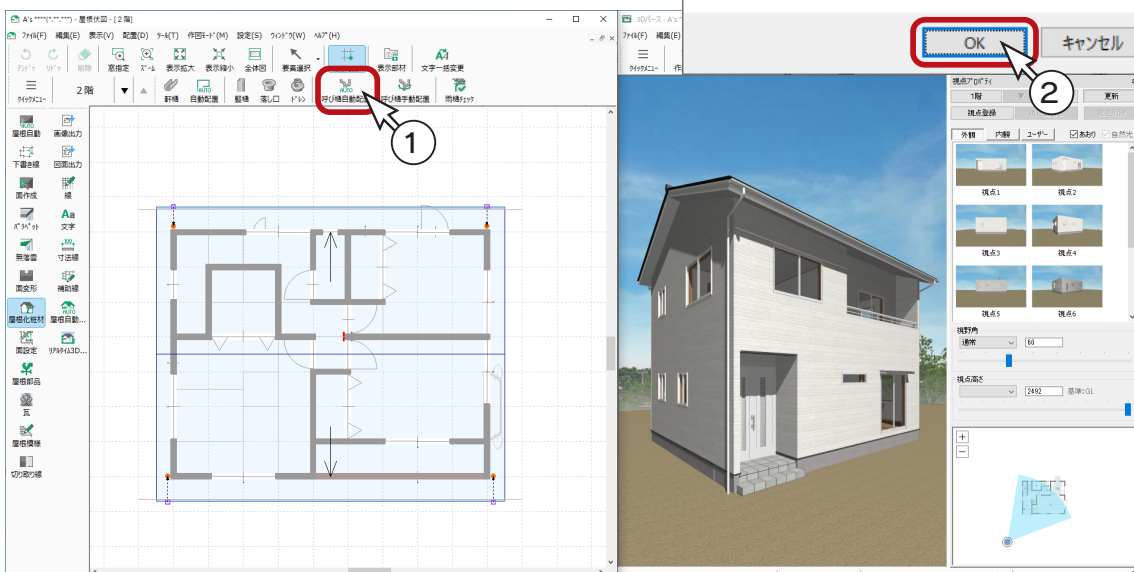 A's ****(*.**.***) - 屋根伏図 - [2 階]
ﾌｧｲﾙ(F) 編集(E) 表示(V) 配置(D) ﾂｰﾙ(T) 作図ﾓｰﾄﾞ(M) 設定(S) ｳｨﾝﾄﾞｳ(W) ﾍﾙﾌﾟ(H)
ｱﾝﾄﾞｩ ﾘﾄﾞｩ 削除 窓指定 ｽﾞｰﾑ 表示拡大 表示縮小 全体図 要素選択 表示部材 文字一括変更
ｸｲｯｸﾒﾆｭｰ 2 階 ▼ ▲ 軒樋 自動配置 竪樋 落し口 ﾄﾞﾚﾝ 呼び樋自動配置 呼び樋手動配置 雨樋ﾁｪｯｸ
屋根自動 画像出力
下書き線 図面出力
面作成 線
ﾊﾟﾗﾍﾟｯﾄ 文字
無落雪 寸法線
面変形 補助線
屋根化粧材 屋根自動...
面設定 ﾘｱﾙﾀｲﾑ3D...
屋根部品
瓦
屋根模様
切り取り線
1
3Dﾊﾟｰｽ - A's
ﾌｧｲﾙ(F) 編集(E)
ｸｲｯｸﾒﾆｭｰ
OK キャンセル
2
視点ﾌﾟﾛﾊﾟﾃｨ
1階 更新
視点登録
外観 内観 ﾕｰｻﾞｰ あおり 自然光
視点1 視点2
視点3 視点4
視点5 視点6
視野角
通常 60
視点高さ
2492 基準:GL
+
-